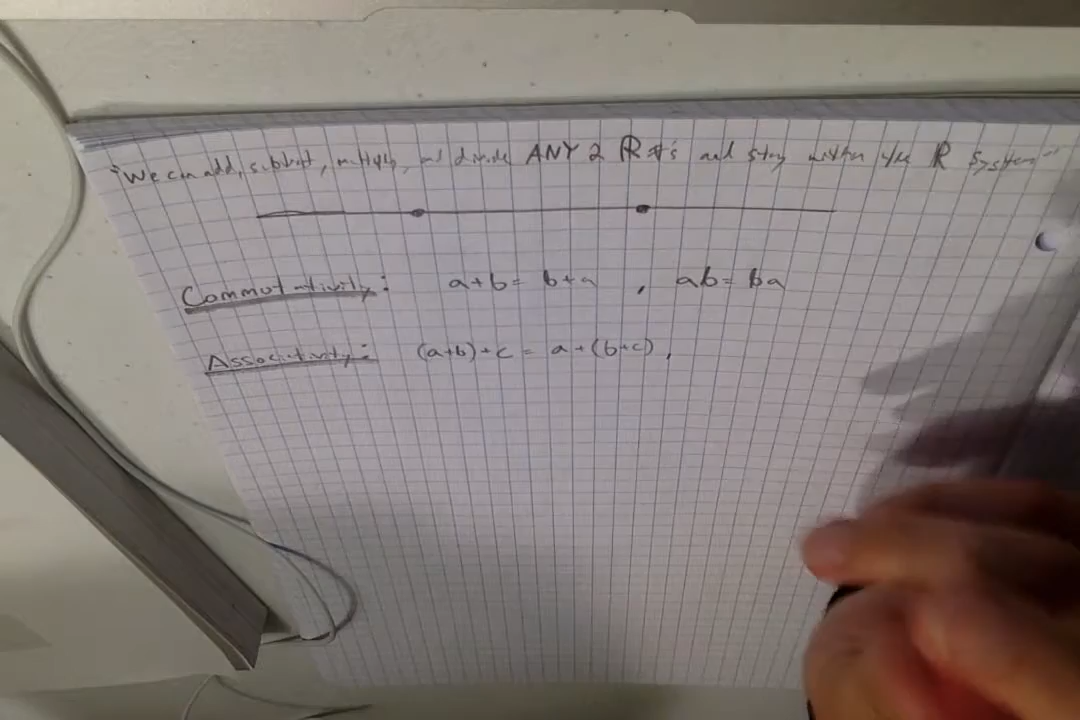 "We can add, subtract, multiply, and divide ANY 2 ℝ #'s and stay within the ℝ system"
Commutativity: a+b = b+a , ab = ba
Associativity: (a+b)+c = a+(b+c) ,